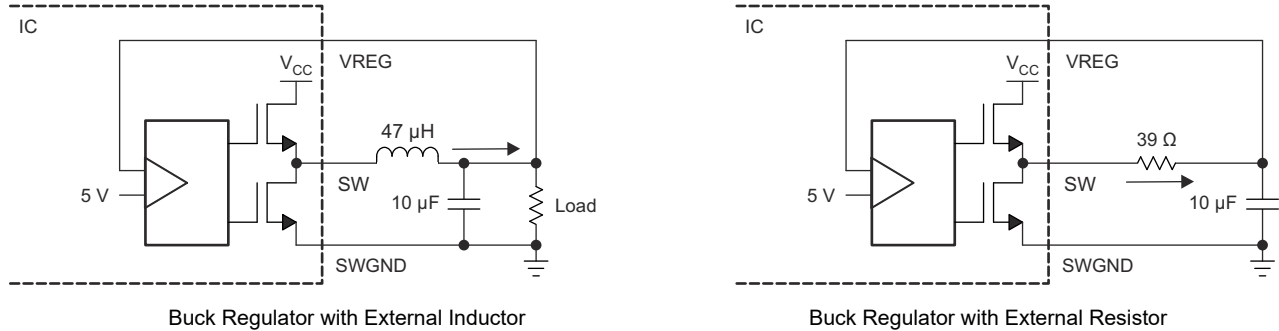 IC
VREG
VCC
47 µH
SW
5 V
10 µF
Load
SWGND
Buck Regulator with External Inductor
IC
VREG
VCC
39 Ω
SW
5 V
10 µF
SWGND
Buck Regulator with External Resistor